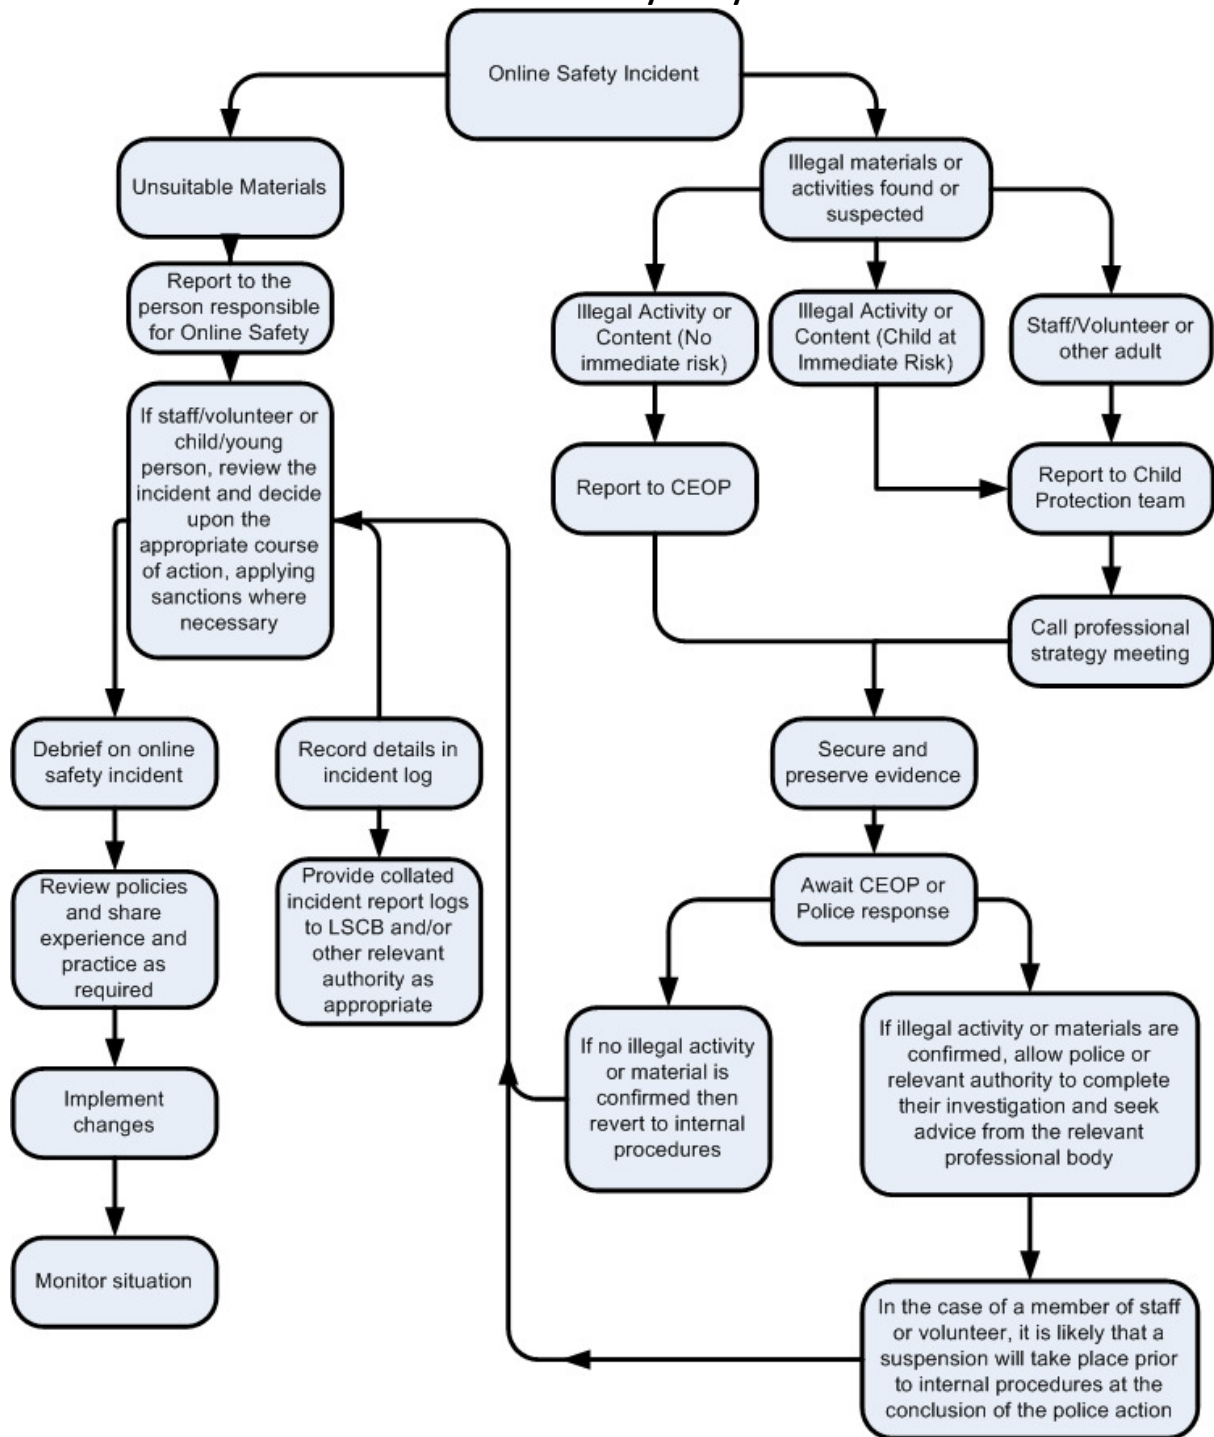 Online Safety Incident
Unsuitable Materials
Report to the
person responsible
for Online Safety
If staff/volunteer or
child/young
person, review the
incident and decide
upon the
appropriate course
of action, applying
sanctions where
necessary
Debrief on online
safety incident
Review policies
and share
experience and
practice as
required
Implement
changes
Monitor situation
Record details in
incident log
Provide collated
incident report logs
to LSCB and/or
other relevant
authority as
appropriate
Illegal materials or
activities found or
suspected
Illegal Activity or
Content (No
immediate risk)
Illegal Activity or
Content (Child at
Immediate Risk)
Staff/Volunteer or
other adult
Report to CEOP
Report to Child
Protection team
Call professional
strategy meeting
Secure and
preserve evidence
Await CEOP or
Police response
If no illegal activity
or material is
confirmed then
revert to internal
procedures
If illegal activity or materials are
confirmed, allow police or
relevant authority to complete
their investigation and seek
advice from the relevant
professional body
In the case of a member of staff
or volunteer, it is likely that a
suspension will take place prior
to internal procedures at the
conclusion of the police action